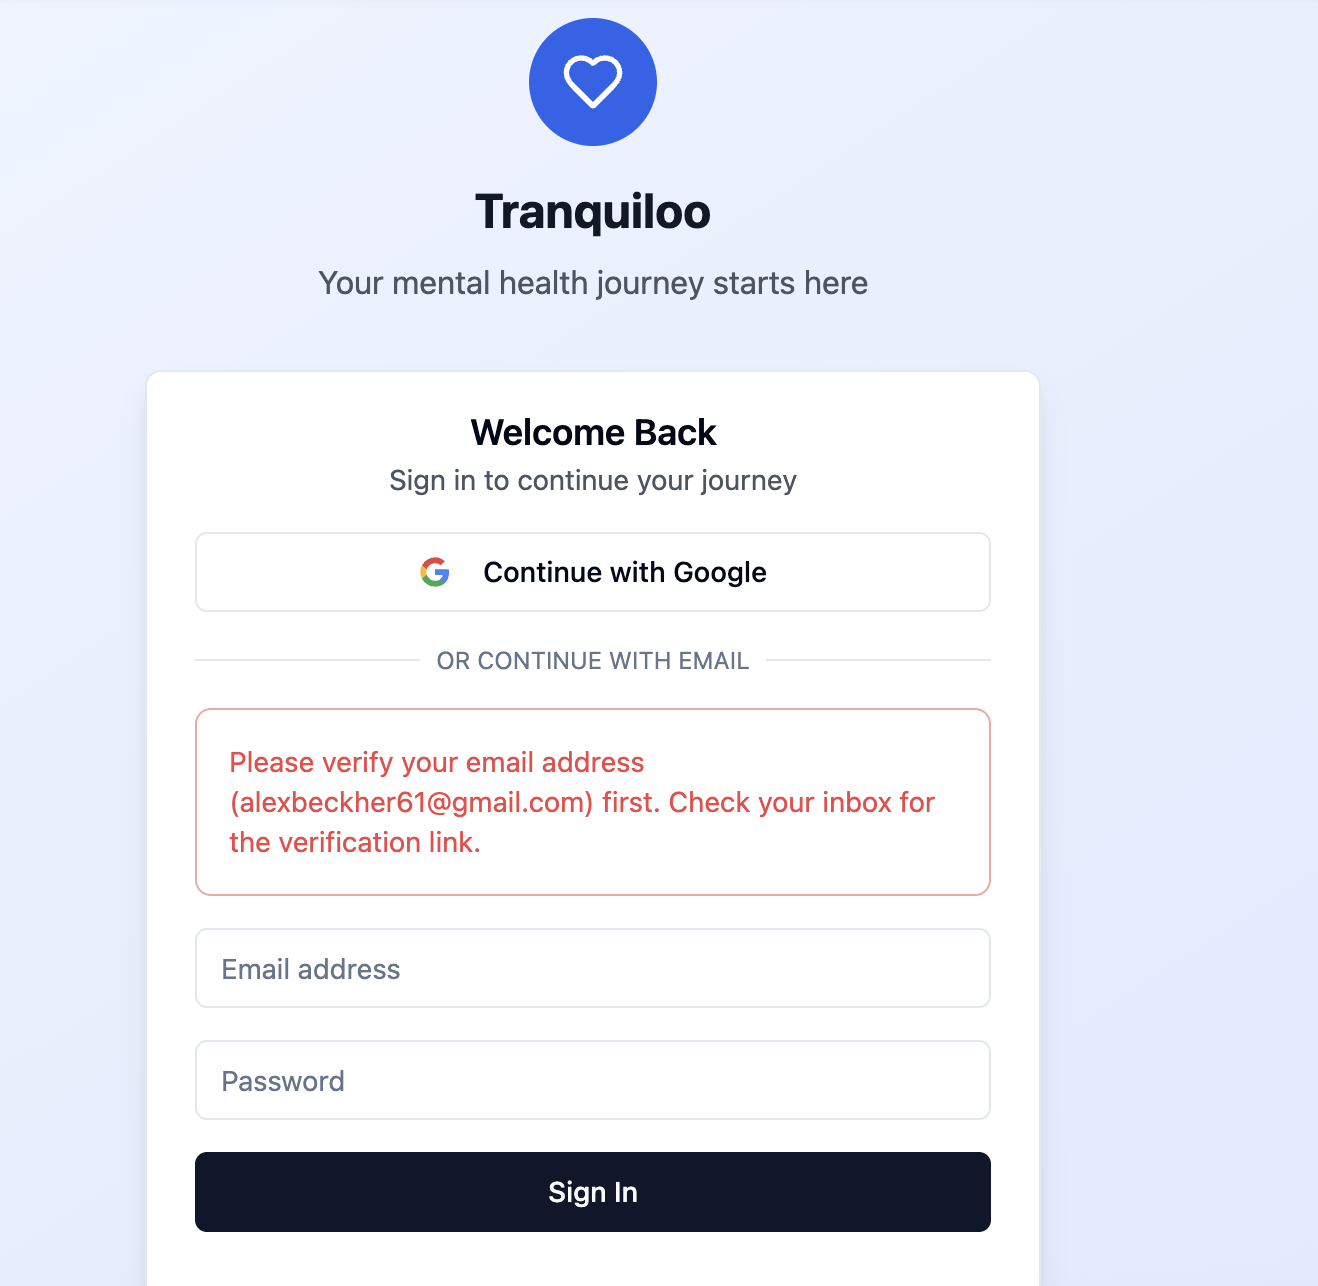 Tranquiloo
Your mental health journey starts here
Welcome Back
Sign in to continue your journey
Continue with Google
OR CONTINUE WITH EMAIL
Please verify your email address
(alexbeckher61@gmail.com) first. Check your inbox for
the verification link.
Email address
Password
Sign In